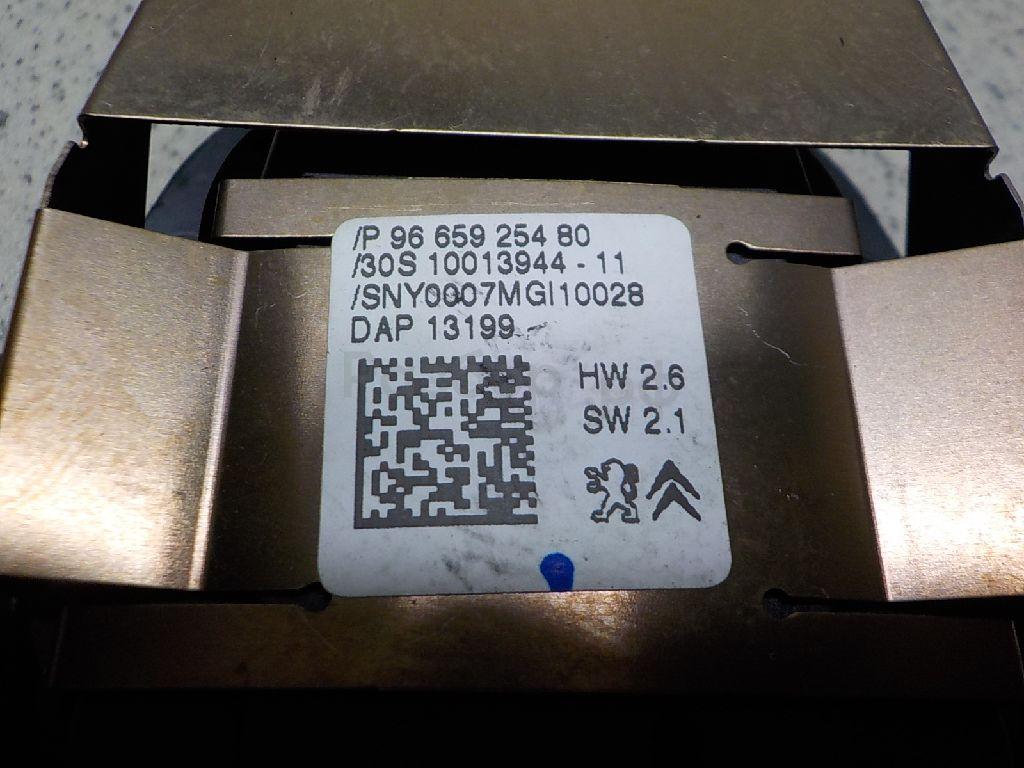 /P 96 659 254 80
/30S 10013944 - 11
/SNY0007MGI10028
DAP 13199 -
HW 2.6
SW 2.1